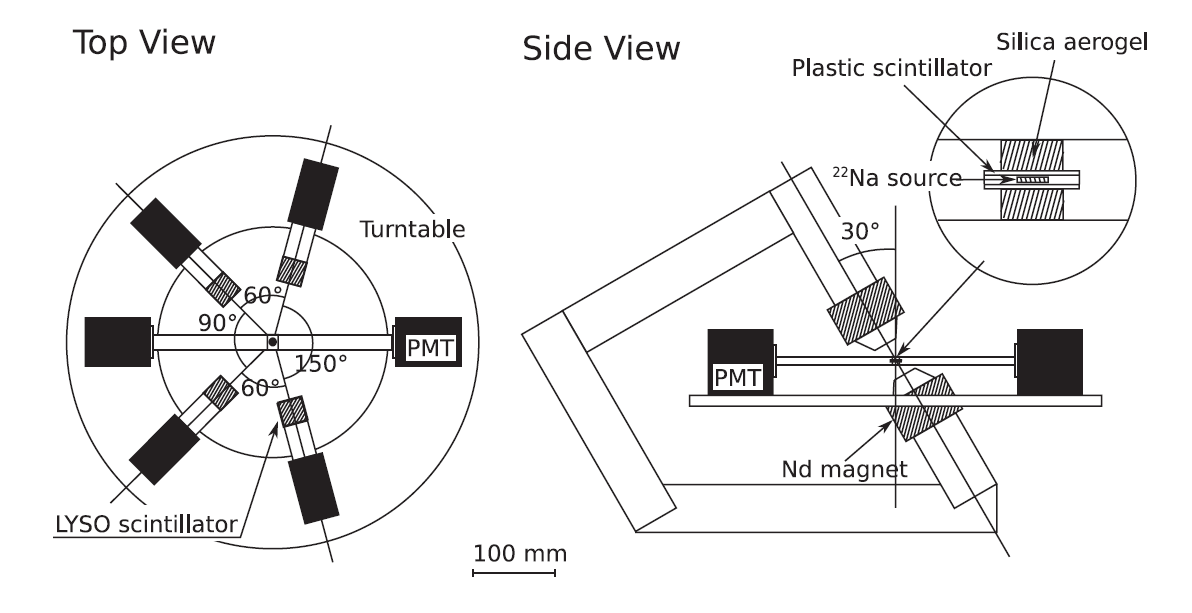 Top View
Side View
Silica aerogel
Plastic scintillator
22Na source
30°
Turntable
60°
90°
150°
60°
PMT
PMT
Nd magnet
LYSO scintillator
100 mm